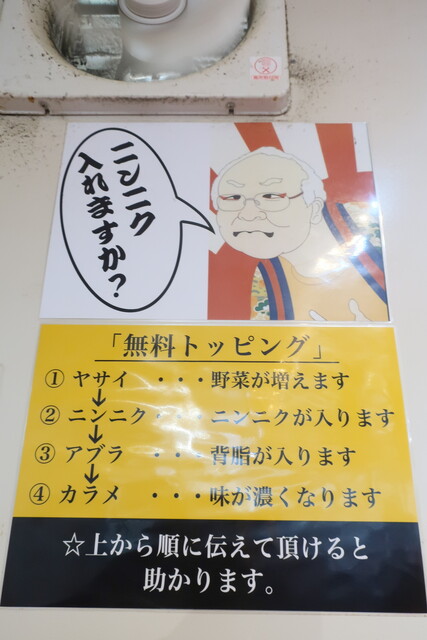 ニンニク
入れますか?
「無料トッピング」
① ヤサイ ・・・野菜が増えます
↓
② ニンニク・・・ニンニクが入ります
↓
③ アブラ ・・・背脂が入ります
↓
④ カラメ ・・・味が濃くなります
☆上から順に伝えて頂けると
助かります。